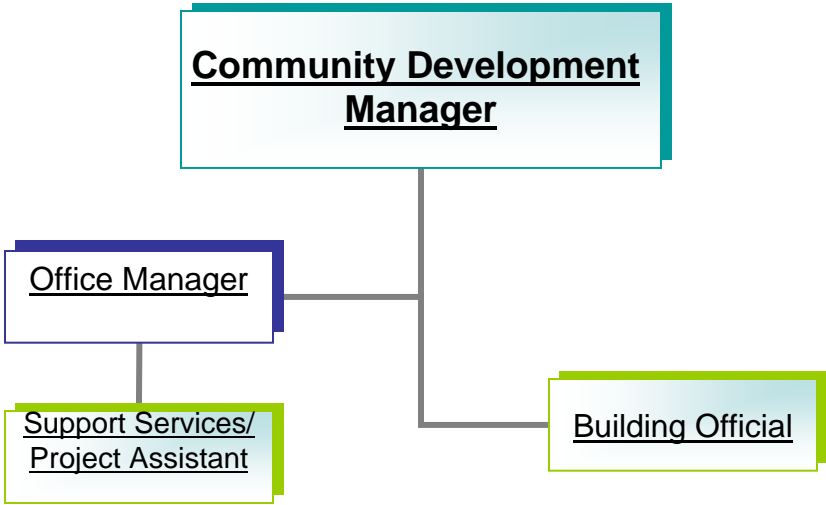 Community Development
Manager
Office Manager
Support Services/
Project Assistant
Building Official